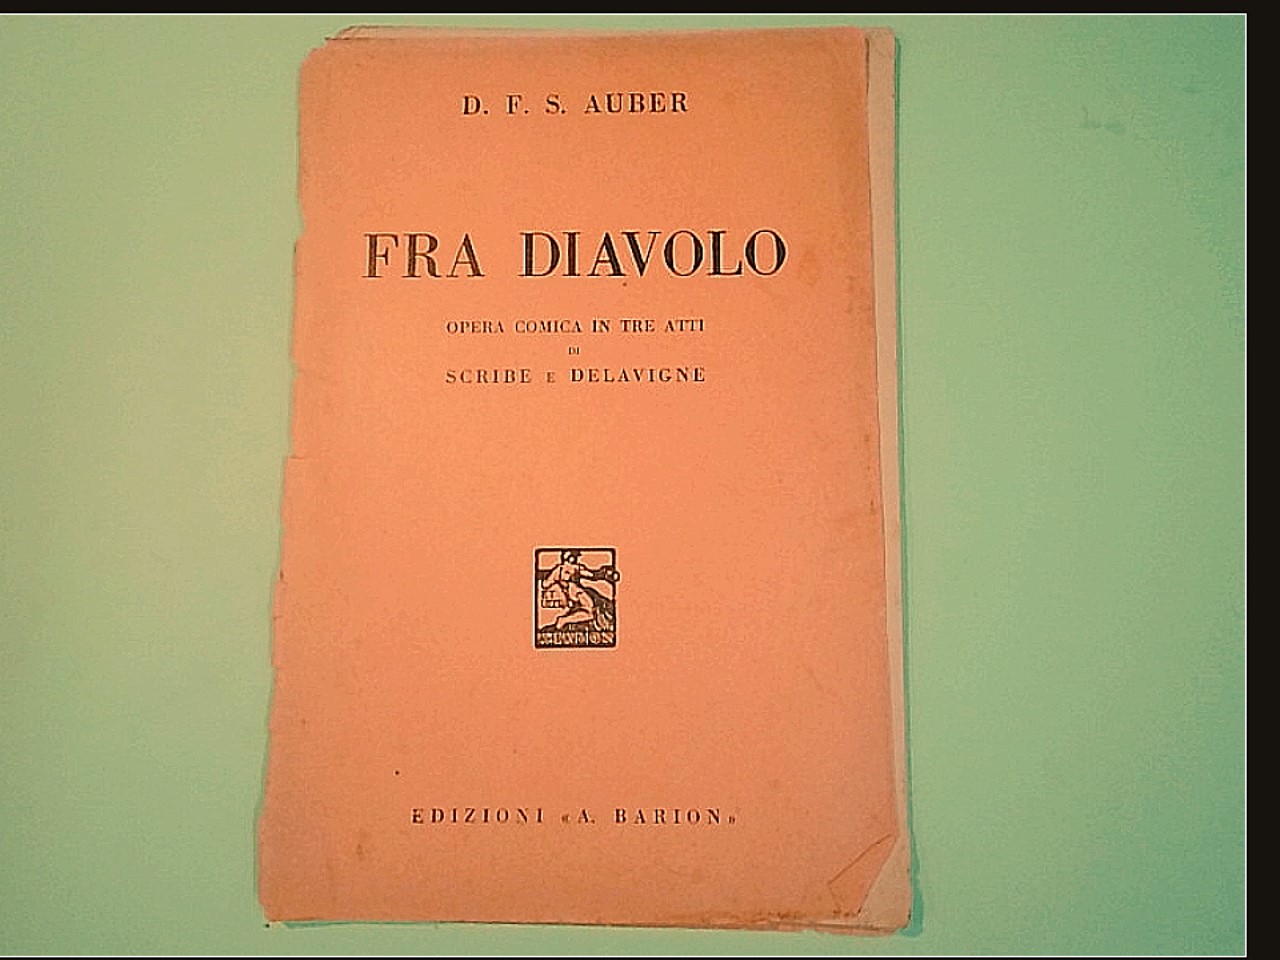 D. F. S. AUBER
FRA DIAVOLO
OPERA COMICA IN TRE ATTI
DI
SCRIBE E DELAVIGNE
A. BARION
EDIZIONI «A. BARION»